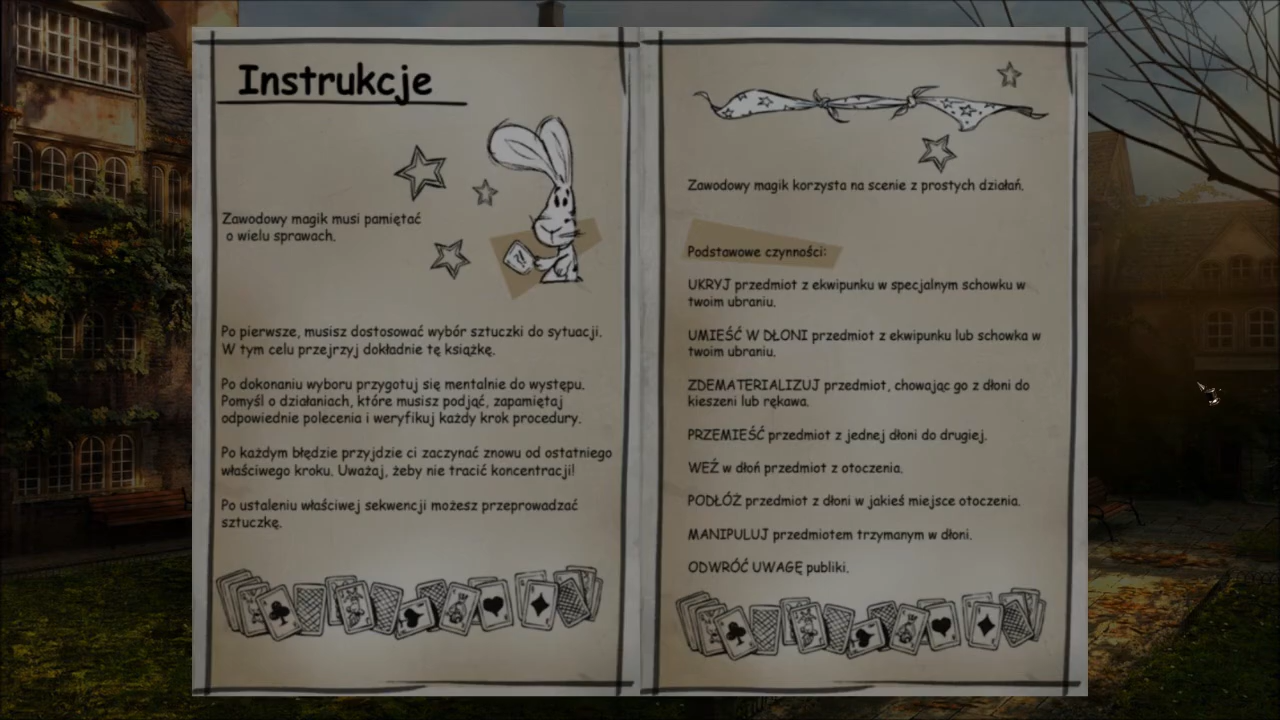 Instrukcje
Zawodowy magik musi pamiętać
o wielu sprawach.
Po pierwsze, musisz dostosować wybór sztuczki do sytuacji.
W tym celu przejrzyj dokładnie tę książkę.
Po dokonaniu wyboru przygotuj się mentalnie do występu.
Pomyśl o działaniach, które musisz podjąć, zapamiętaj
odpowiednie polecenia i weryfikuj każdy krok procedury.
Po każdym błędzie przyjdzie ci zaczynać znowu od ostatniego
właściwego kroku. Uważaj, żeby nie tracić koncentracji!
Po ustaleniu właściwej sekwencji możesz przeprowadzać
sztuczkę.
Zawodowy magik korzysta na scenie z prostych działań.
Podstawowe czynności:
UKRYJ przedmiot z ekwipunku w specjalnym schowku w
twoim ubraniu.
UMIEŚĆ W DŁONI przedmiot z ekwipunku lub schowka w
twoim ubraniu.
ZDEMATERIALIZUJ przedmiot, chowając go z dłoni do
kieszeni lub rękawa.
PRZEMIEŚĆ przedmiot z jednej dłoni do drugiej.
WEŹ w dłoń przedmiot z otoczenia.
PODŁÓŻ przedmiot z dłoni w jakieś miejsce otoczenia.
MANIPULUJ przedmiotem trzymanym w dłoni.
ODWRÓĆ UWAGĘ publiki.